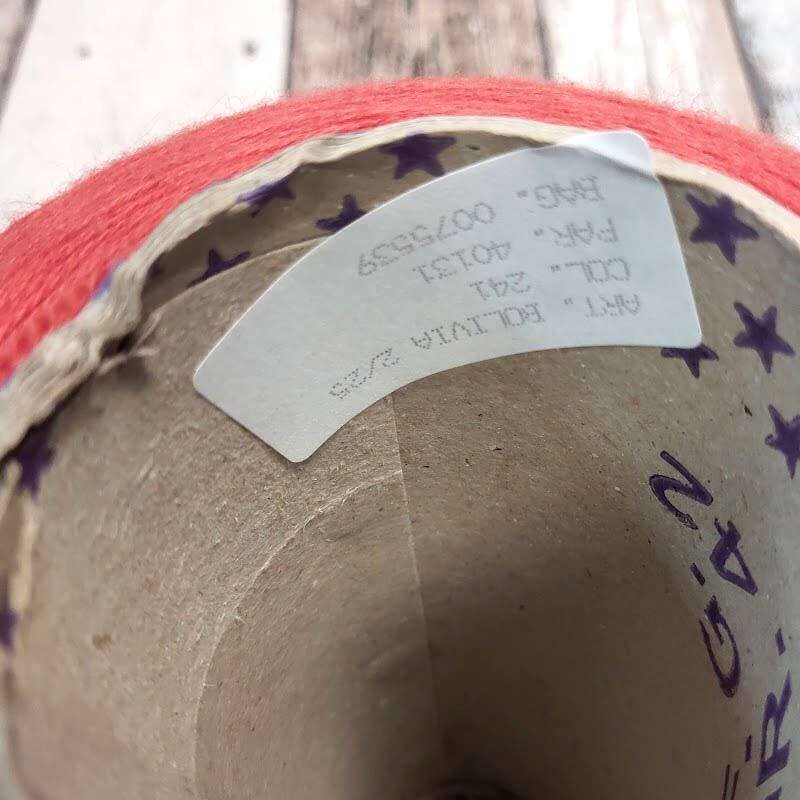 ART. BOLIVIA 2/25
COL. 241
PAR. 40131
BAG. 0075539